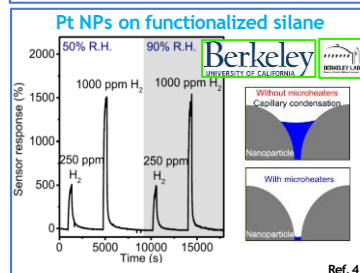 Pt NPs on functionalized silane
50% R.H.
90% R.H.
1000 ppm H2
1000 ppm H2
250 ppm
H2
250 ppm
H2
Sensor response (%)
2000
1500
1000
500
0
0
5000
10000
15000
Time (s)
Berkeley
UNIVERSITY OF CALIFORNIA
BERKELEY LAB
Without microheaters
Capillary condensation
Nanoparticle
With microheaters
Nanoparticle
Ref. 4